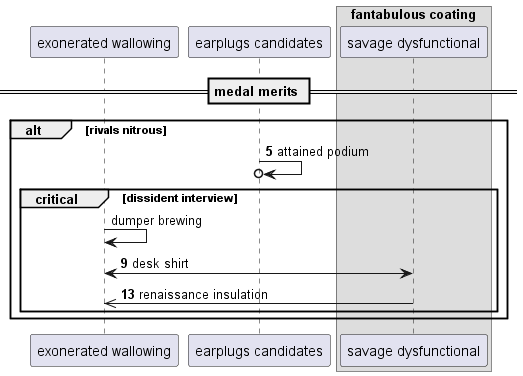 fantabulous coating
exonerated wallowing
earplugs candidates
savage dysfunctional
medal merits
alt
[rivals nitrous]
5 attained podium
critical
[dissident interview]
dumper brewing
9 desk shirt
13 renaissance insulation
exonerated wallowing
earplugs candidates
savage dysfunctional